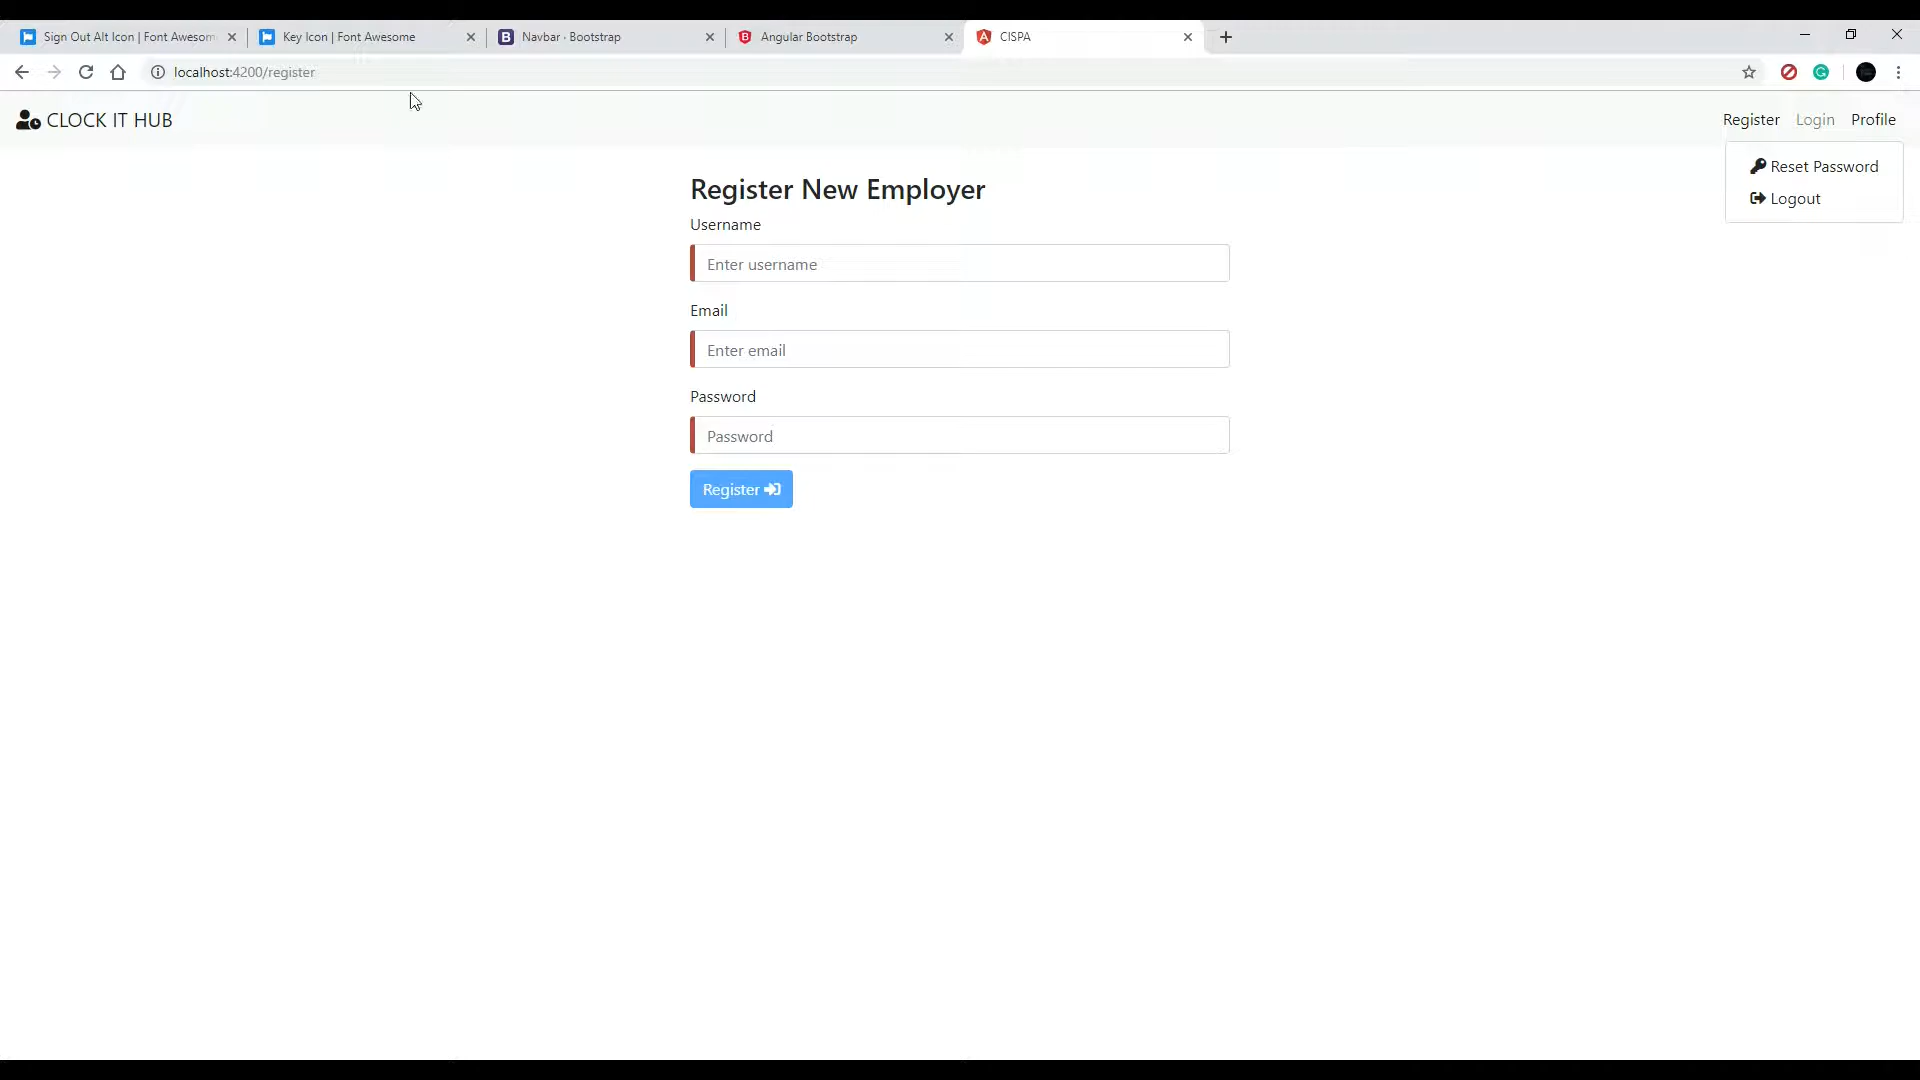 Sign Out Alt Icon | Font Awesom
Key Icon | Font Awesome
Navbar · Bootstrap
Angular Bootstrap
CISPA
localhost:4200/register
CLOCK IT HUB
Register Login Profile
Reset Password
Logout
Register New Employer
Username
Enter username
Email
Enter email
Password
Password
Register